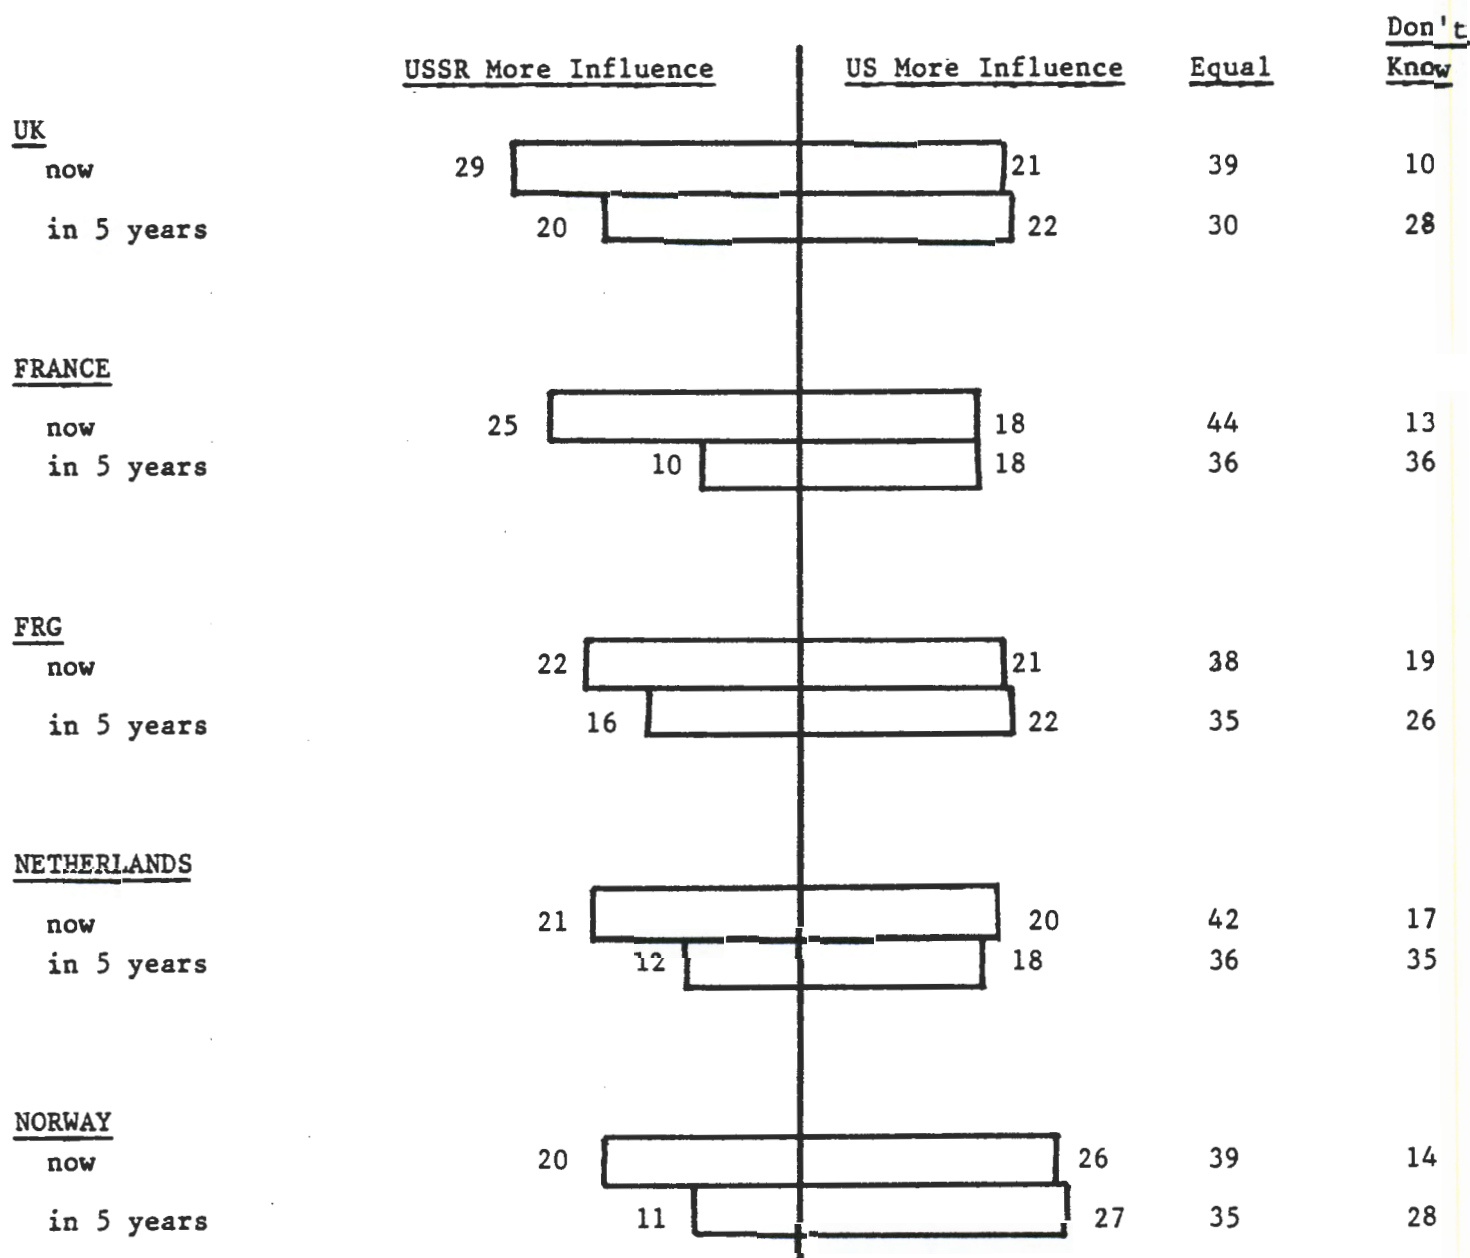 Don't
USSR More Influence US More Influence Equal Know
UK
now 29 21 39 10
in 5 years 20 22 30 28
FRANCE
now 25 18 44 13
in 5 years 10 18 36 36
FRG
now 22 21 38 19
in 5 years 16 22 35 26
NETHERLANDS
now 21 20 42 17
in 5 years 12 18 36 35
NORWAY
now 20 26 39 14
in 5 years 11 27 35 28